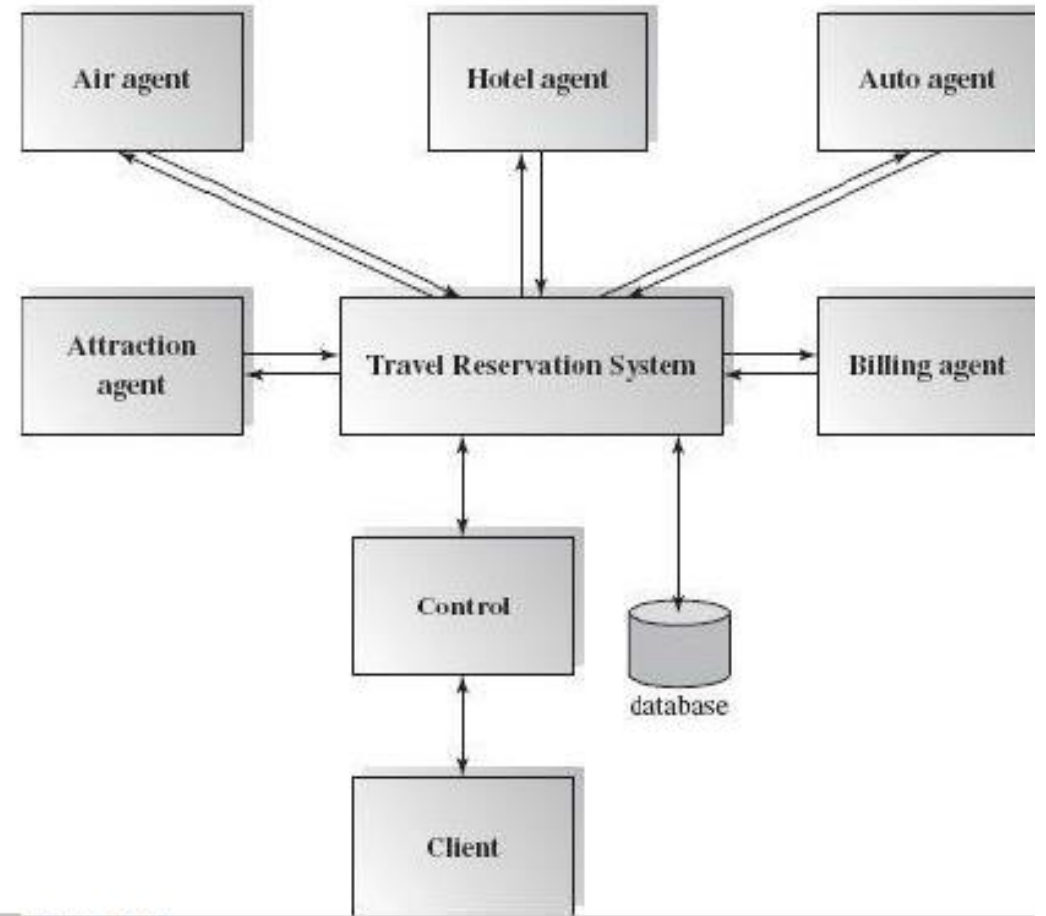 Air agent
Hotel agent
Auto agent
Attraction
agent
Travel Reservation System
Billing agent
Control
database
Client